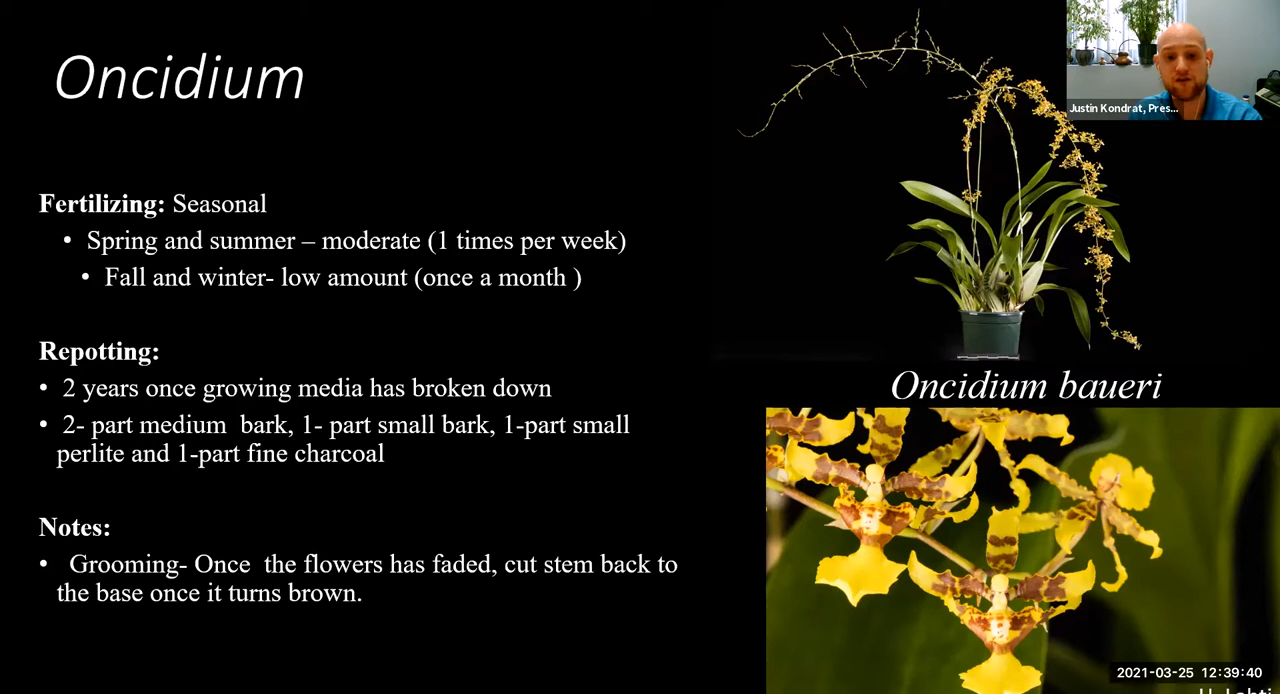 Oncidium
Fertilizing: Seasonal
• Spring and summer – moderate (1 times per week)
• Fall and winter- low amount (once a month )
Repotting:
• 2 years once growing media has broken down
• 2- part medium bark, 1- part small bark, 1-part small
perlite and 1-part fine charcoal
Notes:
• Grooming- Once the flowers has faded, cut stem back to
the base once it turns brown.
Justin Kondrat, Pres...
Oncidium baueri
2021-03-25 12:39:40